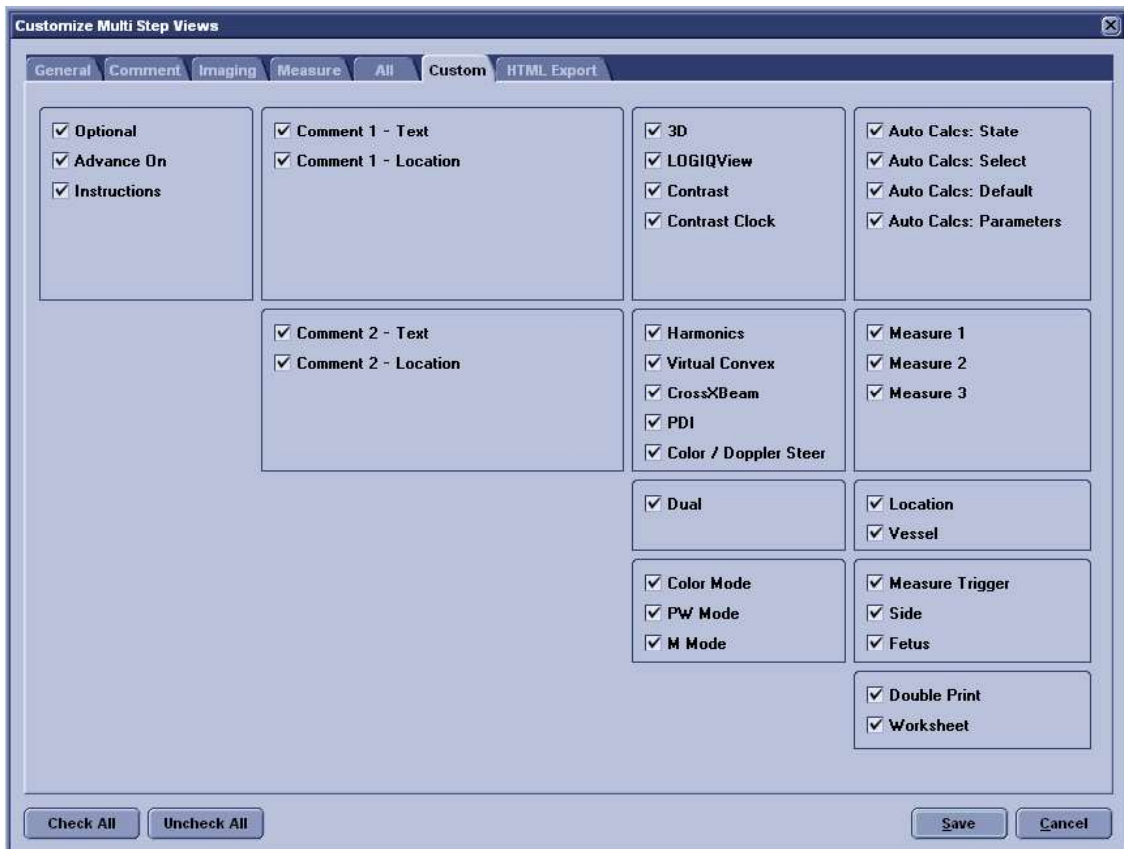 Customize Multi Step Views
General Comment Imaging Measure All Custom HTML Export
Optional
Advance On
Instructions
Comment 1 - Text
Comment 1 - Location
3D
LOGIQView
Contrast
Contrast Clock
Auto Calcs: State
Auto Calcs: Select
Auto Calcs: Default
Auto Calcs: Parameters
Comment 2 - Text
Comment 2 - Location
Harmonics
Virtual Convex
CrossXBeam
PDI
Color / Doppler Steer
Measure 1
Measure 2
Measure 3
Dual
Location
Vessel
Color Mode
PW Mode
M Mode
Measure Trigger
Side
Fetus
Double Print
Worksheet
Check All Uncheck All Save Cancel